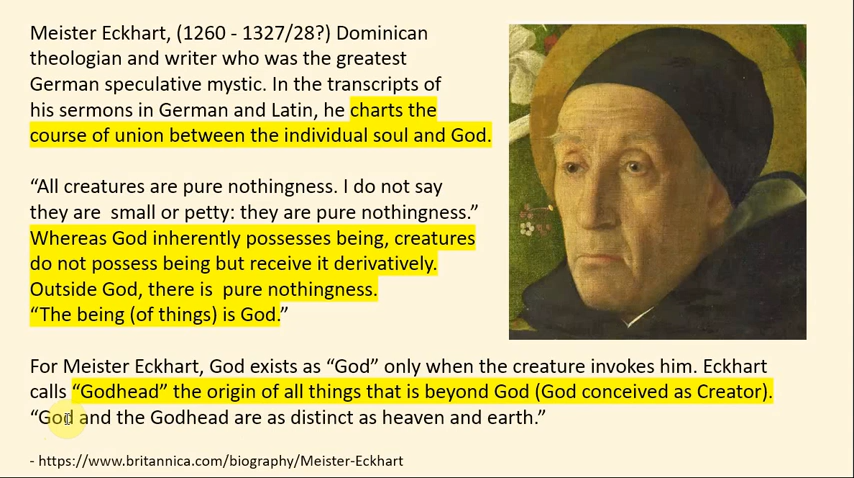 Meister Eckhart, (1260 - 1327/28?) Dominican
theologian and writer who was the greatest
German speculative mystic. In the transcripts of
his sermons in German and Latin, he charts the
course of union between the individual soul and God.
“All creatures are pure nothingness. I do not say
they are  small or petty: they are pure nothingness.”
Whereas God inherently possesses being, creatures
do not possess being but receive it derivatively.
Outside God, there is  pure nothingness.
“The being (of things) is God.”
For Meister Eckhart, God exists as “God” only when the creature invokes him. Eckhart
calls “Godhead” the origin of all things that is beyond God (God conceived as Creator).
“God and the Godhead are as distinct as heaven and earth.”
- https://www.britannica.com/biography/Meister-Eckhart